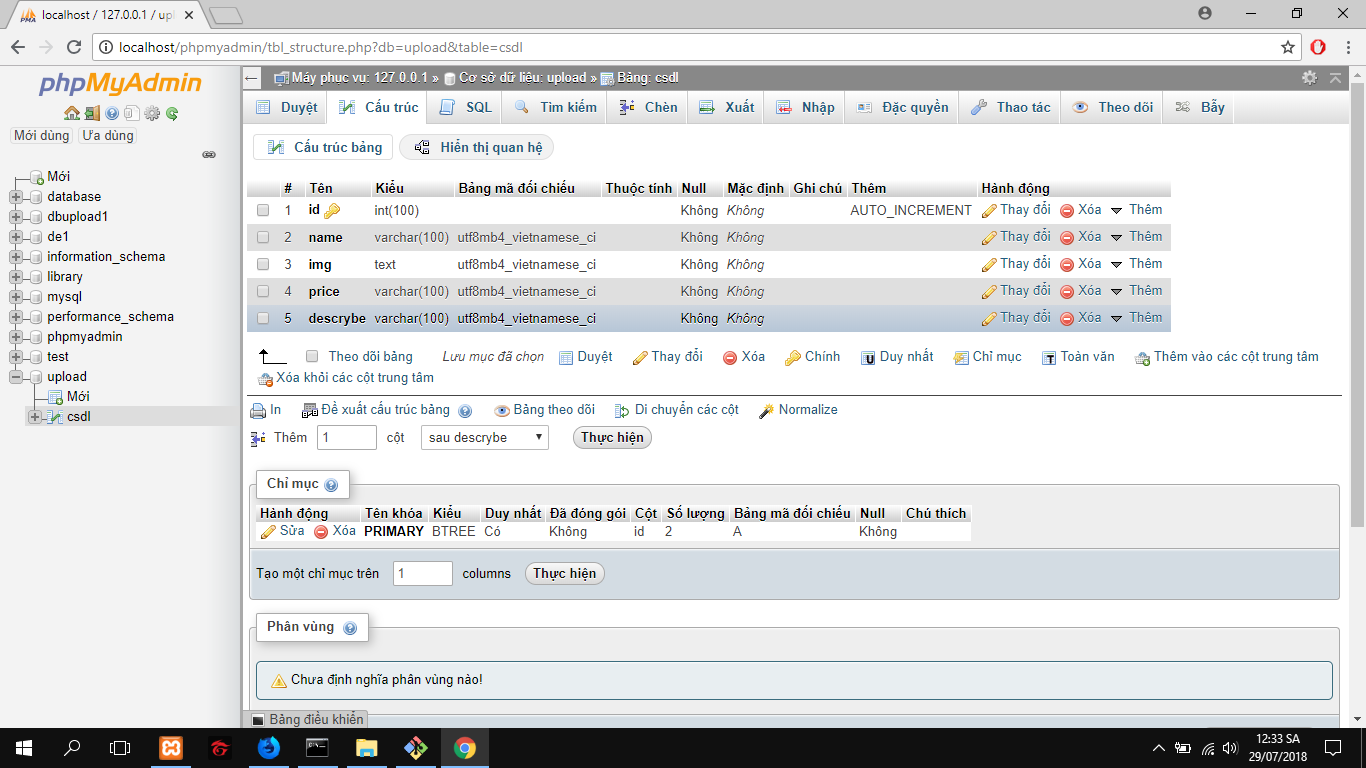 localhost / 127.0.0.1 / upl
localhost/phpmyadmin/tbl_structure.php?db=upload&table=csdl
phpMyAdmin
Mới dùng Ưa dùng
Mới
database
dbupload1
de1
information_schema
library
mysql
performance_schema
phpmyadmin
test
upload
Mới
csdl
Máy phục vụ: 127.0.0.1 » Cơ sở dữ liệu: upload » Bảng: csdl
Duyệt Cấu trúc SQL Tìm kiếm Chèn Xuất Nhập Đặc quyền Thao tác Theo dõi Bẫy
Cấu trúc bảng Hiển thị quan hệ
# Tên Kiểu Bảng mã đối chiếu Thuộc tính Null Mặc định Ghi chú Thêm Hành động
1 id int(100) Không Không AUTO_INCREMENT Thay đổi Xóa Thêm
2 name varchar(100) utf8mb4_vietnamese_ci Không Không Thay đổi Xóa Thêm
3 img text utf8mb4_vietnamese_ci Không Không Thay đổi Xóa Thêm
4 price varchar(100) utf8mb4_vietnamese_ci Không Không Thay đổi Xóa Thêm
5 descrybe varchar(100) utf8mb4_vietnamese_ci Không Không Thay đổi Xóa Thêm
Theo dõi bảng Lưu mục đã chọn Duyệt Thay đổi Xóa Chính Duy nhất Chỉ mục Toàn văn Thêm vào các cột trung tâm
Xóa khỏi các cột trung tâm
In Đề xuất cấu trúc bảng Bảng theo dõi Di chuyển các cột Normalize
Thêm 1 cột sau descrybe Thực hiện
Chỉ mục
Hành động Tên khóa Kiểu Duy nhất Đã đóng gói Cột Số lượng Bảng mã đối chiếu Null Chú thích
Sửa Xóa PRIMARY BTREE Có Không id 2 A Không
Tạo một chỉ mục trên 1 columns Thực hiện
Phân vùng
Chưa định nghĩa phân vùng nào!
Bảng điều khiển
12:33 SA
29/07/2018